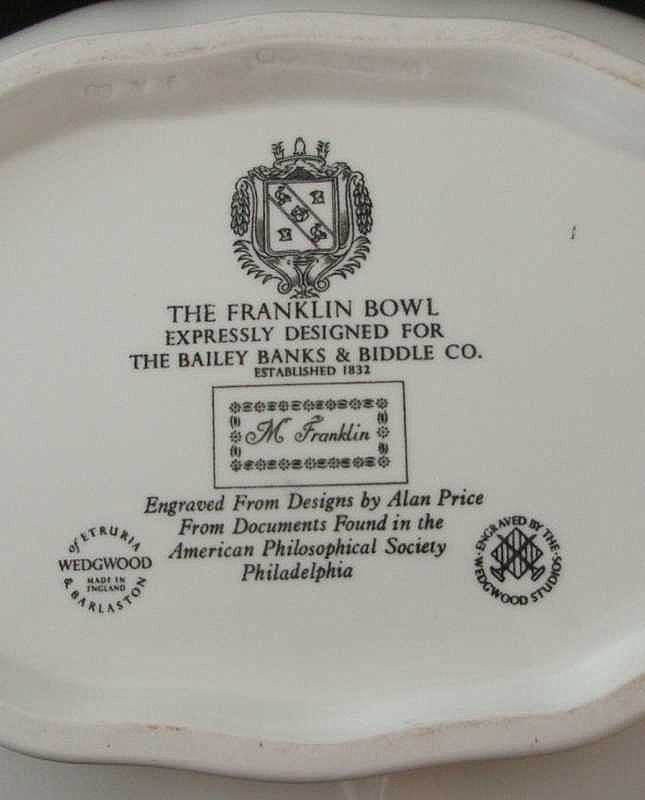 THE FRANKLIN BOWL
EXPRESSLY DESIGNED FOR
THE BAILEY BANKS & BIDDLE CO.
ESTABLISHED 1832
M Franklin
Engraved From Designs by Alan Price
From Documents Found in the
American Philosophical Society
Philadelphia
of ETRURIA
WEDGWOOD
MADE IN
ENGLAND
& BARLASTON
·ENGRAVED BY THE·
WEDGWOOD STUDIOS